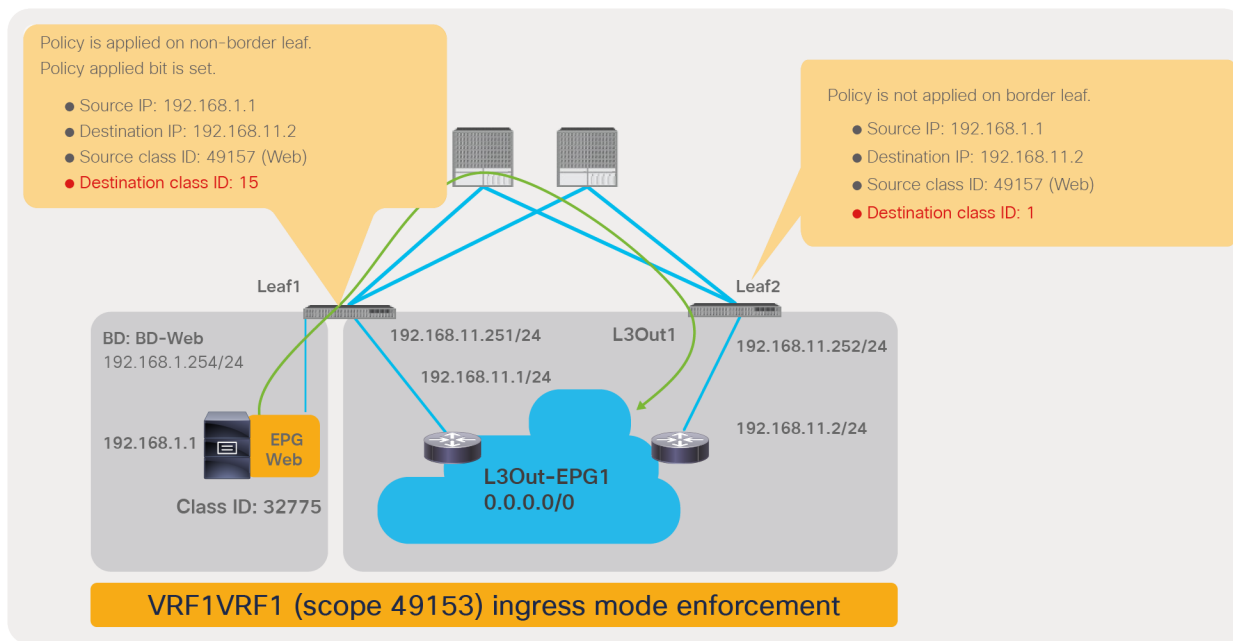 Policy is applied on non-border leaf.
Policy applied bit is set.
● Source IP: 192.168.1.1
● Destination IP: 192.168.11.2
● Source class ID: 49157 (Web)
● Destination class ID: 15
Policy is not applied on border leaf.
● Source IP: 192.168.1.1
● Destination IP: 192.168.11.2
● Source class ID: 49157 (Web)
● Destination class ID: 1
Leaf1
Leaf2
BD: BD-Web
192.168.1.254/24
192.168.11.251/24
L3Out1
192.168.11.252/24
192.168.11.1/24
192.168.1.1
EPG
Web
192.168.11.2/24
L3Out-EPG1
0.0.0.0/0
Class ID: 32775
VRF1VRF1 (scope 49153) ingress mode enforcement